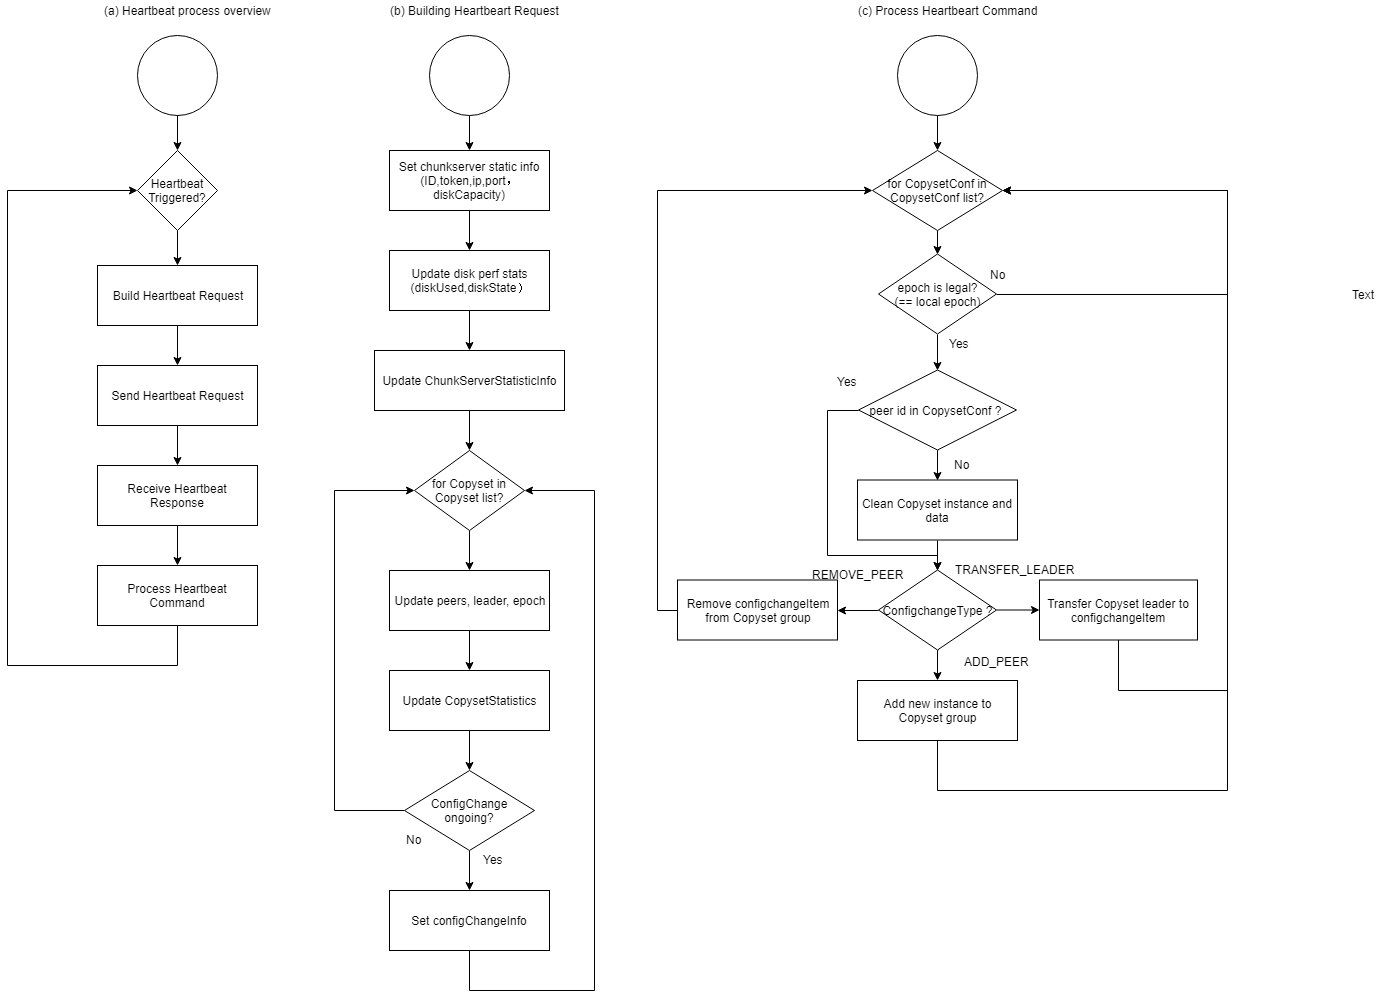 (a) Heartbeat process overview
Heartbeat
Triggered?
Build Heartbeat Request
Send Heartbeat Request
Receive Heartbeat
Response
Process Heartbeat
Command
(b) Building Heartbeart Request
Set chunkserver static info
(ID,token,ip,port，
diskCapacity)
Update disk perf stats
(diskUsed,diskState）
Update ChunkServerStatisticInfo
for Copyset in
Copyset list?
Update peers, leader, epoch
Update CopysetStatistics
ConfigChange
ongoing?
No
Yes
Set configChangeInfo
(c) Process Heartbeart Command
for CopysetConf in
CopysetConf list?
No
epoch is legal?
(== local epoch)
Yes
Yes
peer id in CopysetConf ?
No
Clean Copyset instance and
data
REMOVE_PEER
TRANSFER_LEADER
Remove configchangeItem
from Copyset group
ConfigchangeType ?
Transfer Copyset leader to
configchangeItem
ADD_PEER
Add new instance to
Copyset group
Text